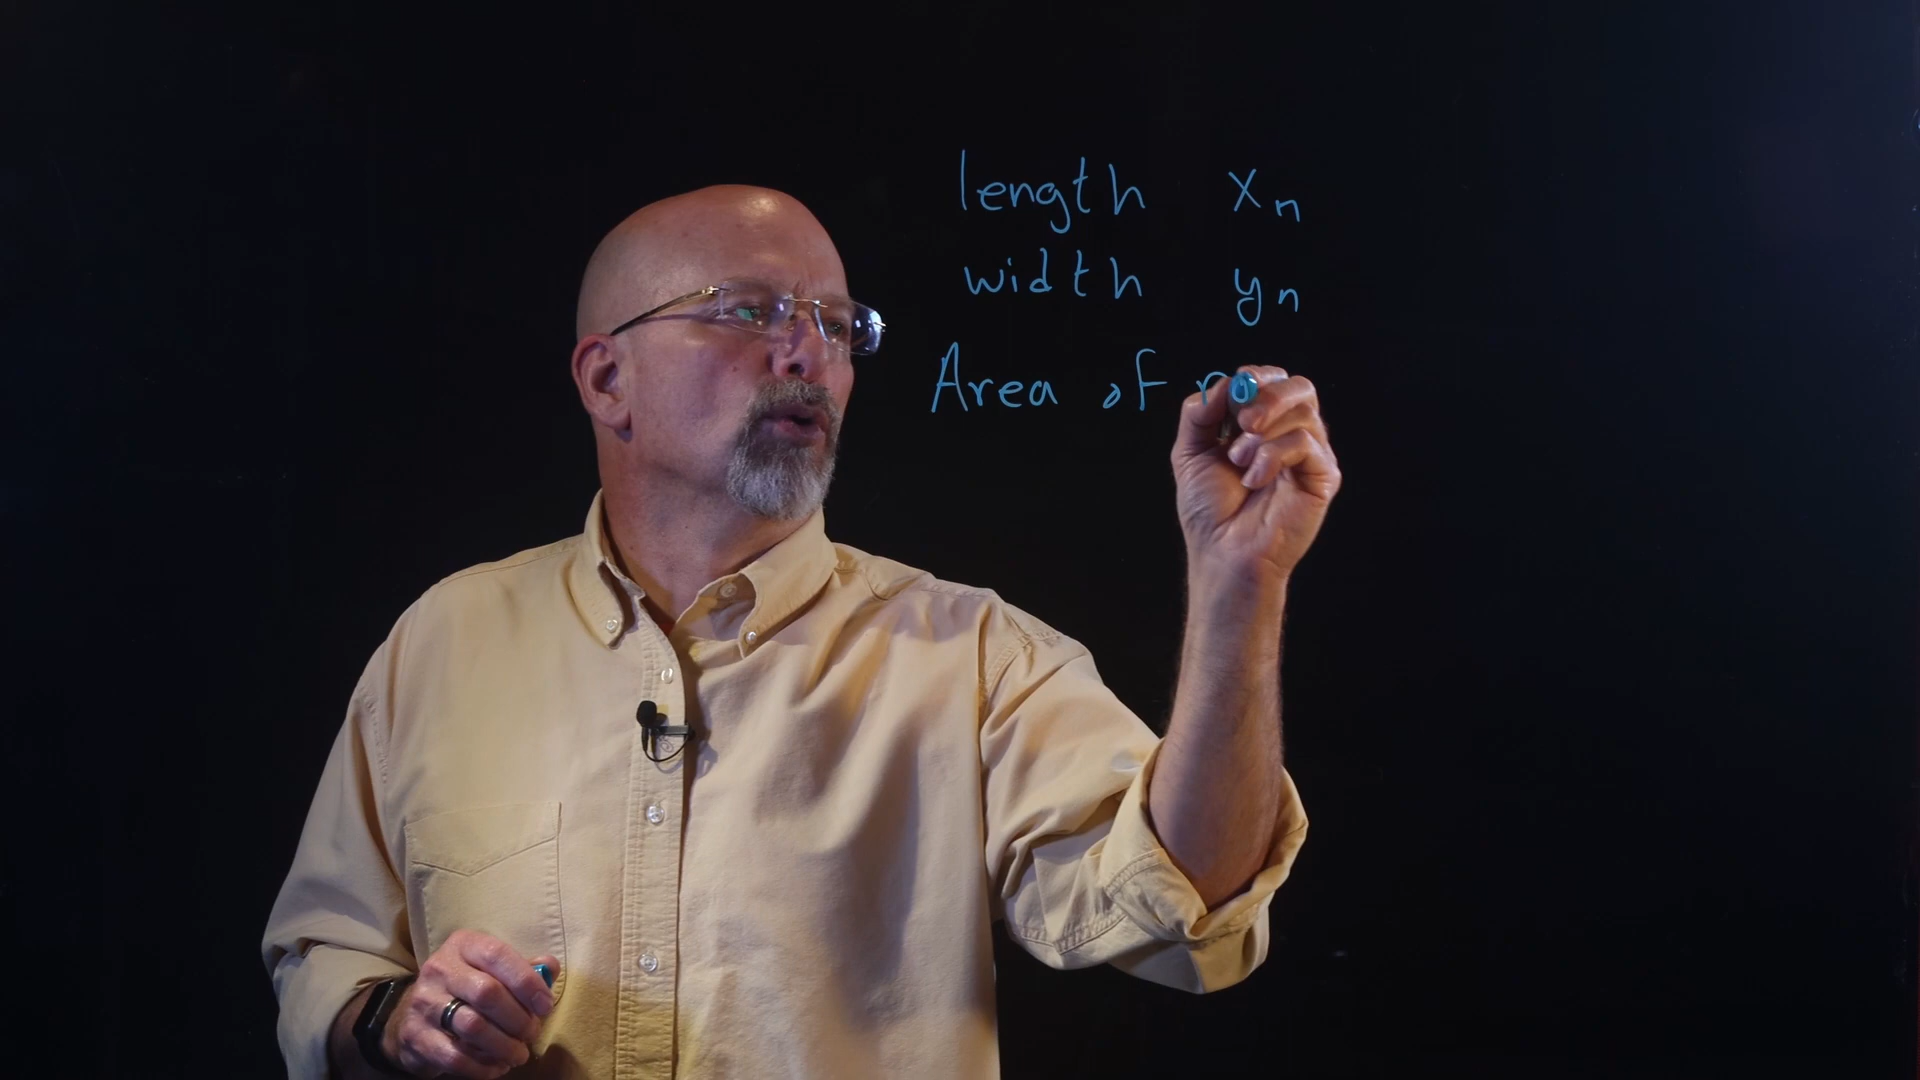 length xₙ
width yₙ
Area of